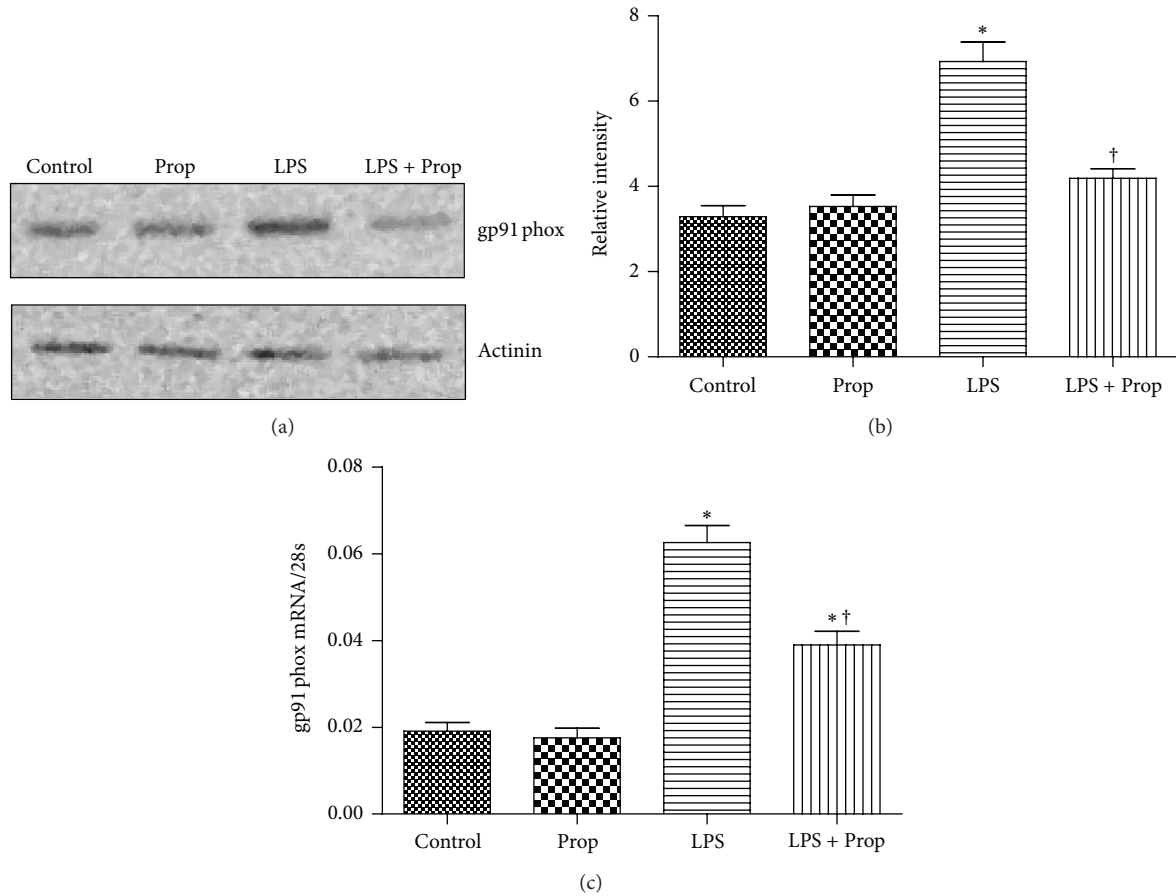 Control Prop LPS LPS + Prop
gp91 phox
Actinin
(a)
8
6
4
2
0
Relative intensity
*
†
Control Prop LPS LPS + Prop
(b)
0.08
0.06
0.04
0.02
0.00
gp91 phox mRNA/28s
*
* †
Control Prop LPS LPS + Prop
(c)